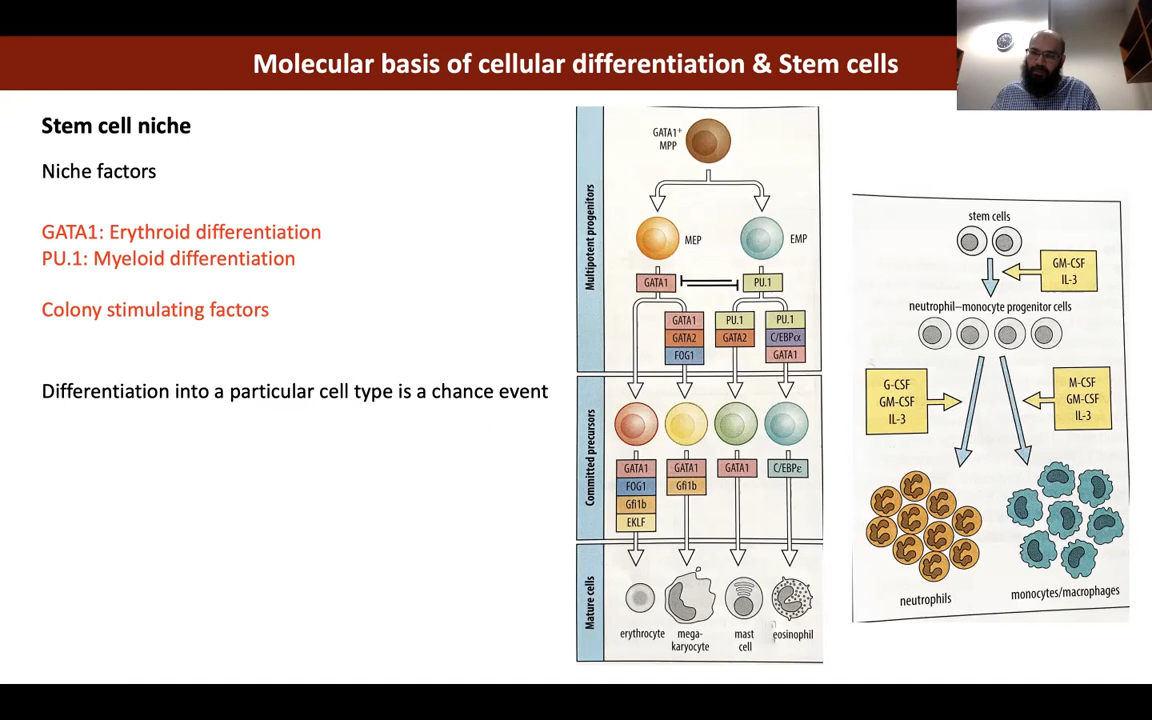 Molecular basis of cellular differentiation & Stem cells
Stem cell niche
Niche factors
GATA1: Erythroid differentiation
PU.1: Myeloid differentiation
Colony stimulating factors
Differentiation into a particular cell type is a chance event
Multipotent progenitors
GATA1⁺
MPP
MEP
EMP
GATA1
PU.1
GATA1
GATA2
FOG1
PU.1
GATA2
PU.1
C/EBPα
GATA1
Committed precursors
GATA1
FOG1
Gfi1b
EKLF
GATA1
Gfi1b
GATA1
C/EBPε
Mature cells
erythrocyte
mega-
karyocyte
mast
cell
eosinophil
stem cells
GM-CSF
IL-3
neutrophil–monocyte progenitor cells
G-CSF
GM-CSF
IL-3
M-CSF
GM-CSF
IL-3
neutrophils
monocytes/macrophages